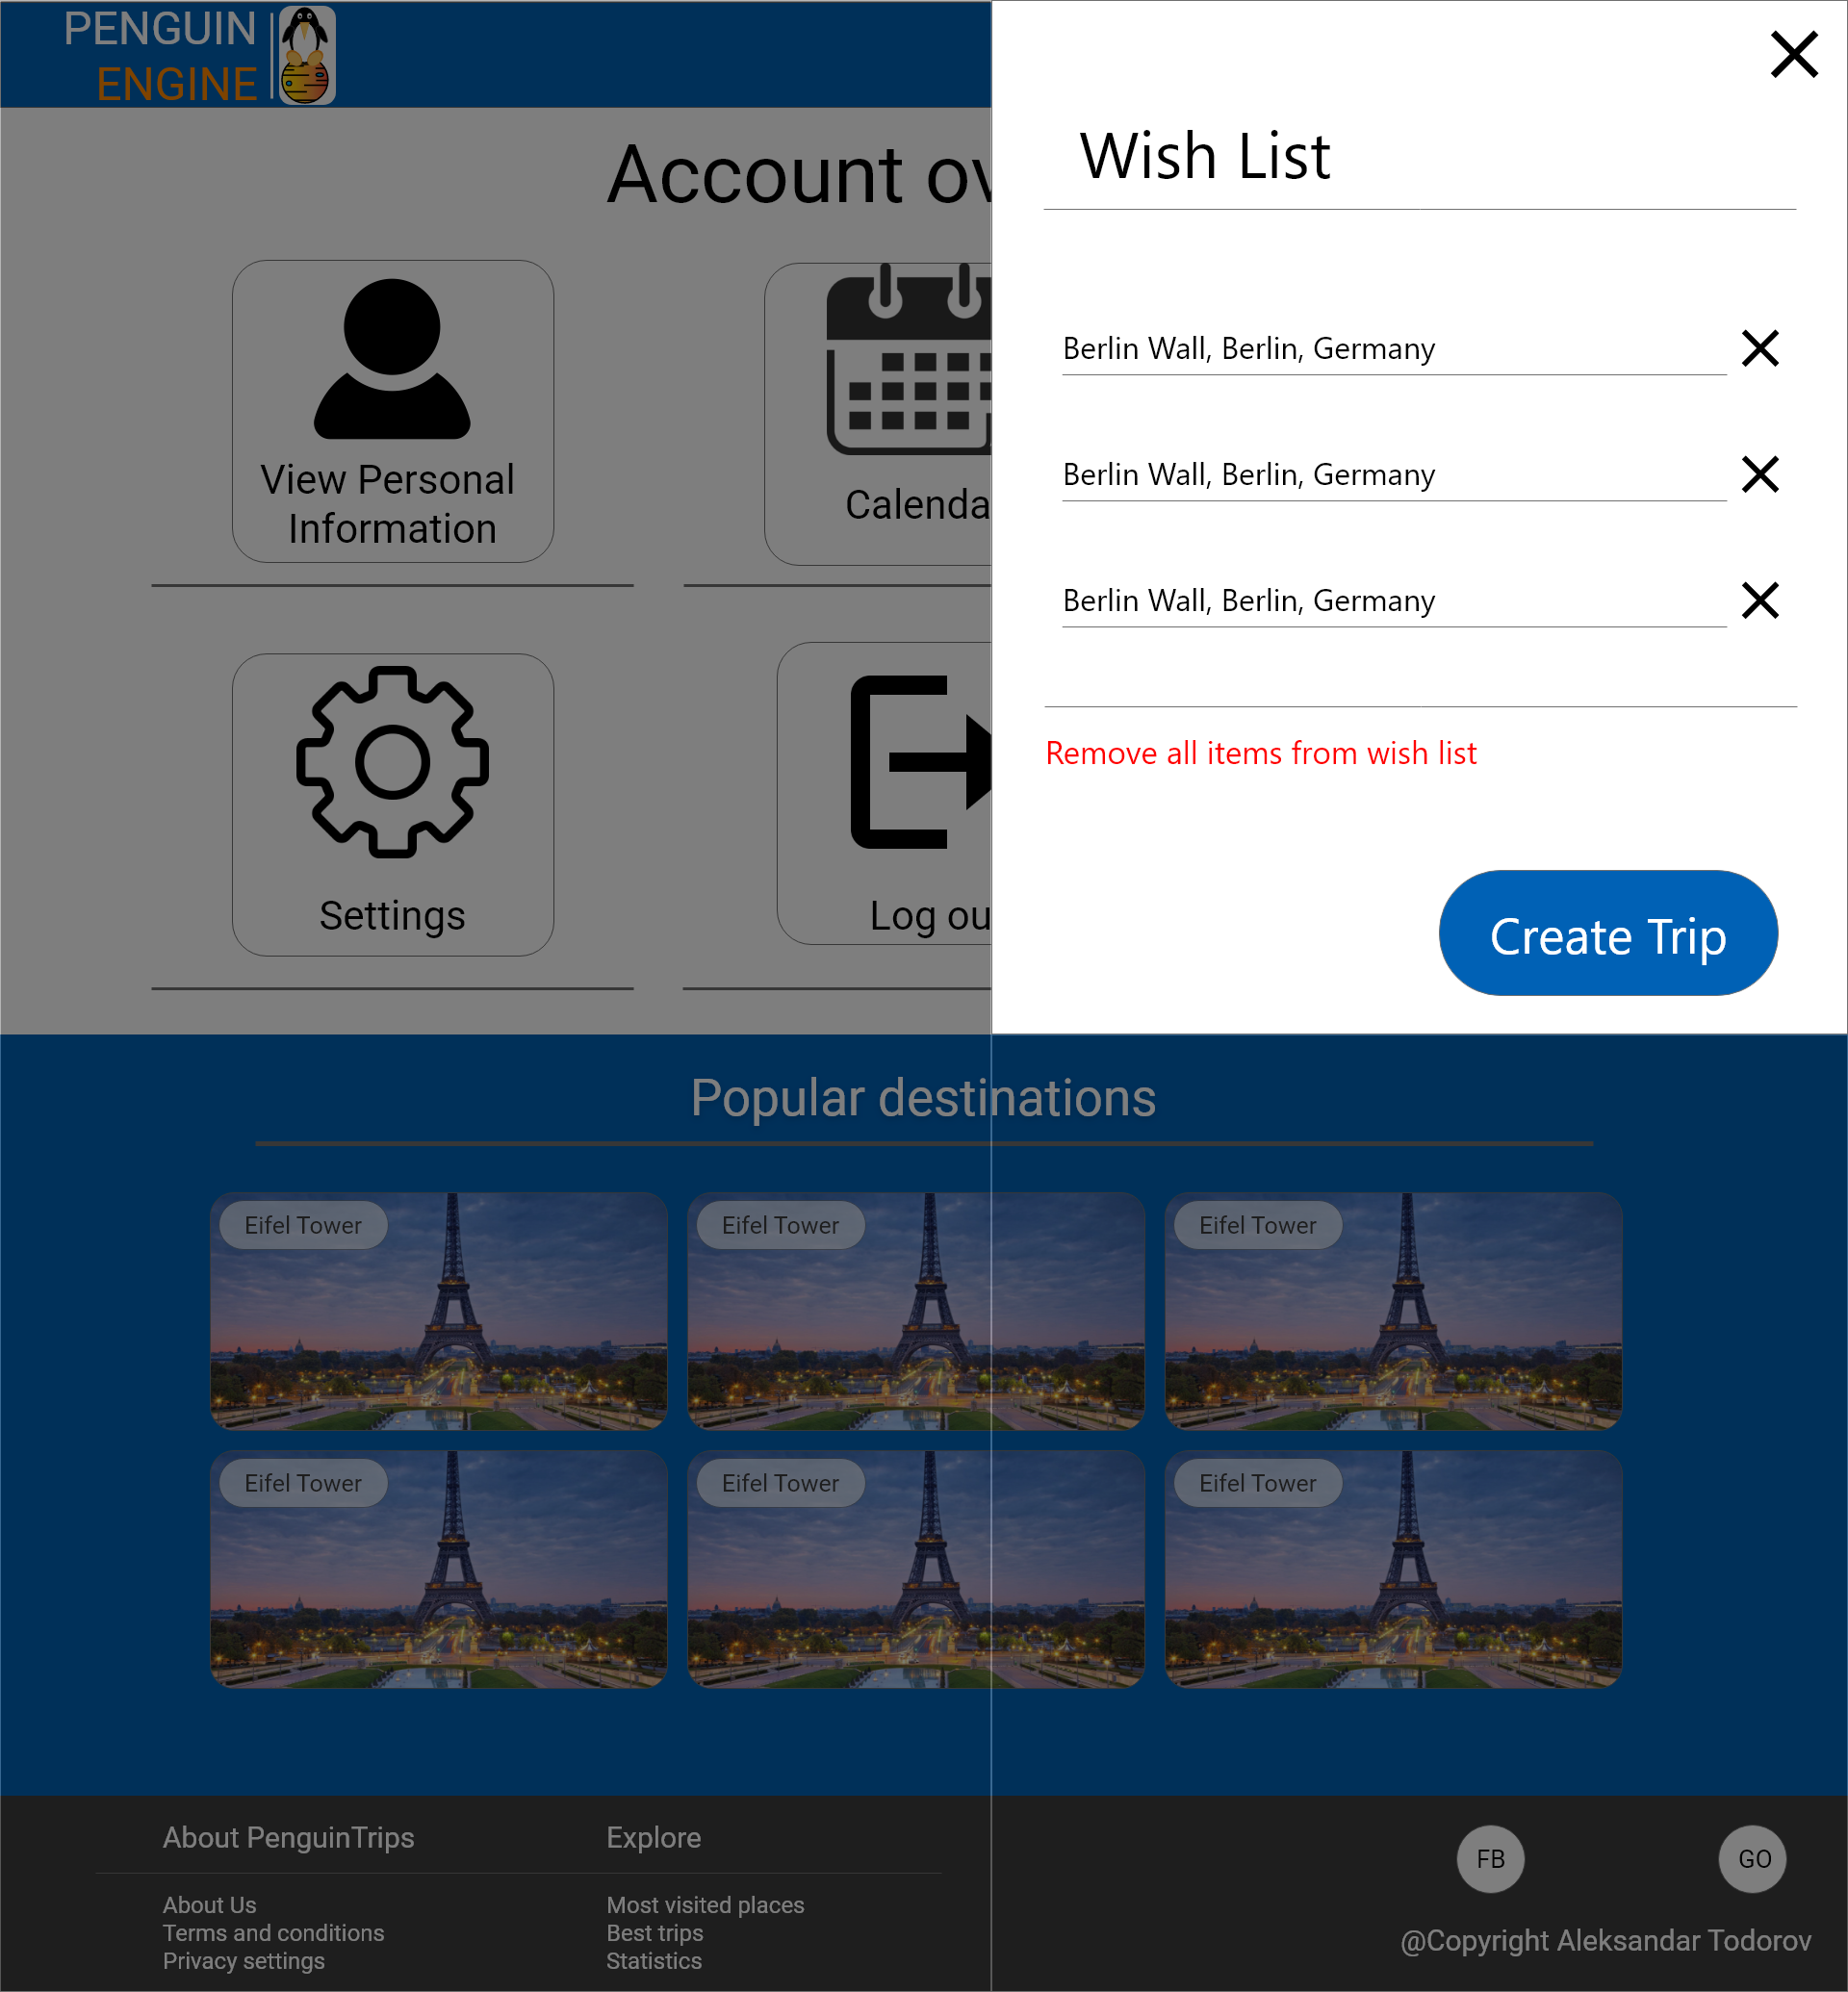 PENGUIN
ENGINE
Account ov
View Personal
Information
Calenda
Settings
Log ou
Wish List
Berlin Wall, Berlin, Germany
Berlin Wall, Berlin, Germany
Berlin Wall, Berlin, Germany
Remove all items from wish list
Create Trip
Popular destinations
Eifel Tower
Eifel Tower
Eifel Tower
Eifel Tower
Eifel Tower
Eifel Tower
About PenguinTrips
About Us
Terms and conditions
Privacy settings
Explore
Most visited places
Best trips
Statistics
FB
GO
@Copyright Aleksandar Todorov